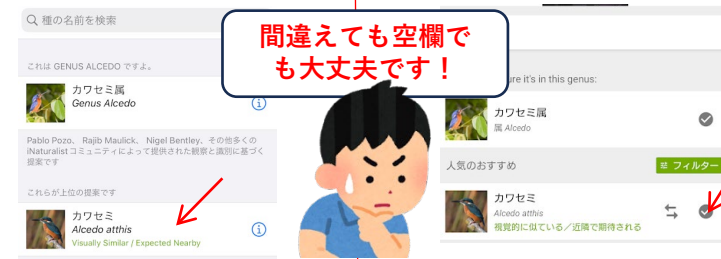 種の名前を検索
これは GENUS ALCEDO ですよ。
カワセミ属
Genus Alcedo
Pablo Pozo、 Rajib Maulick、 Nigel Bentley、その他多くの
iNaturalistコミュニティによって提供された観察と識別に基づく
提案です
これらが上位の提案です
カワセミ
Alcedo atthis
Visually Similar / Expected Nearby
間違えても空欄で
も大丈夫です！
it's in this genus:
カワセミ属
属 Alcedo
人気のおすすめ
フィルター
カワセミ
Alcedo atthis
視覚的に似ている／近隣で期待される